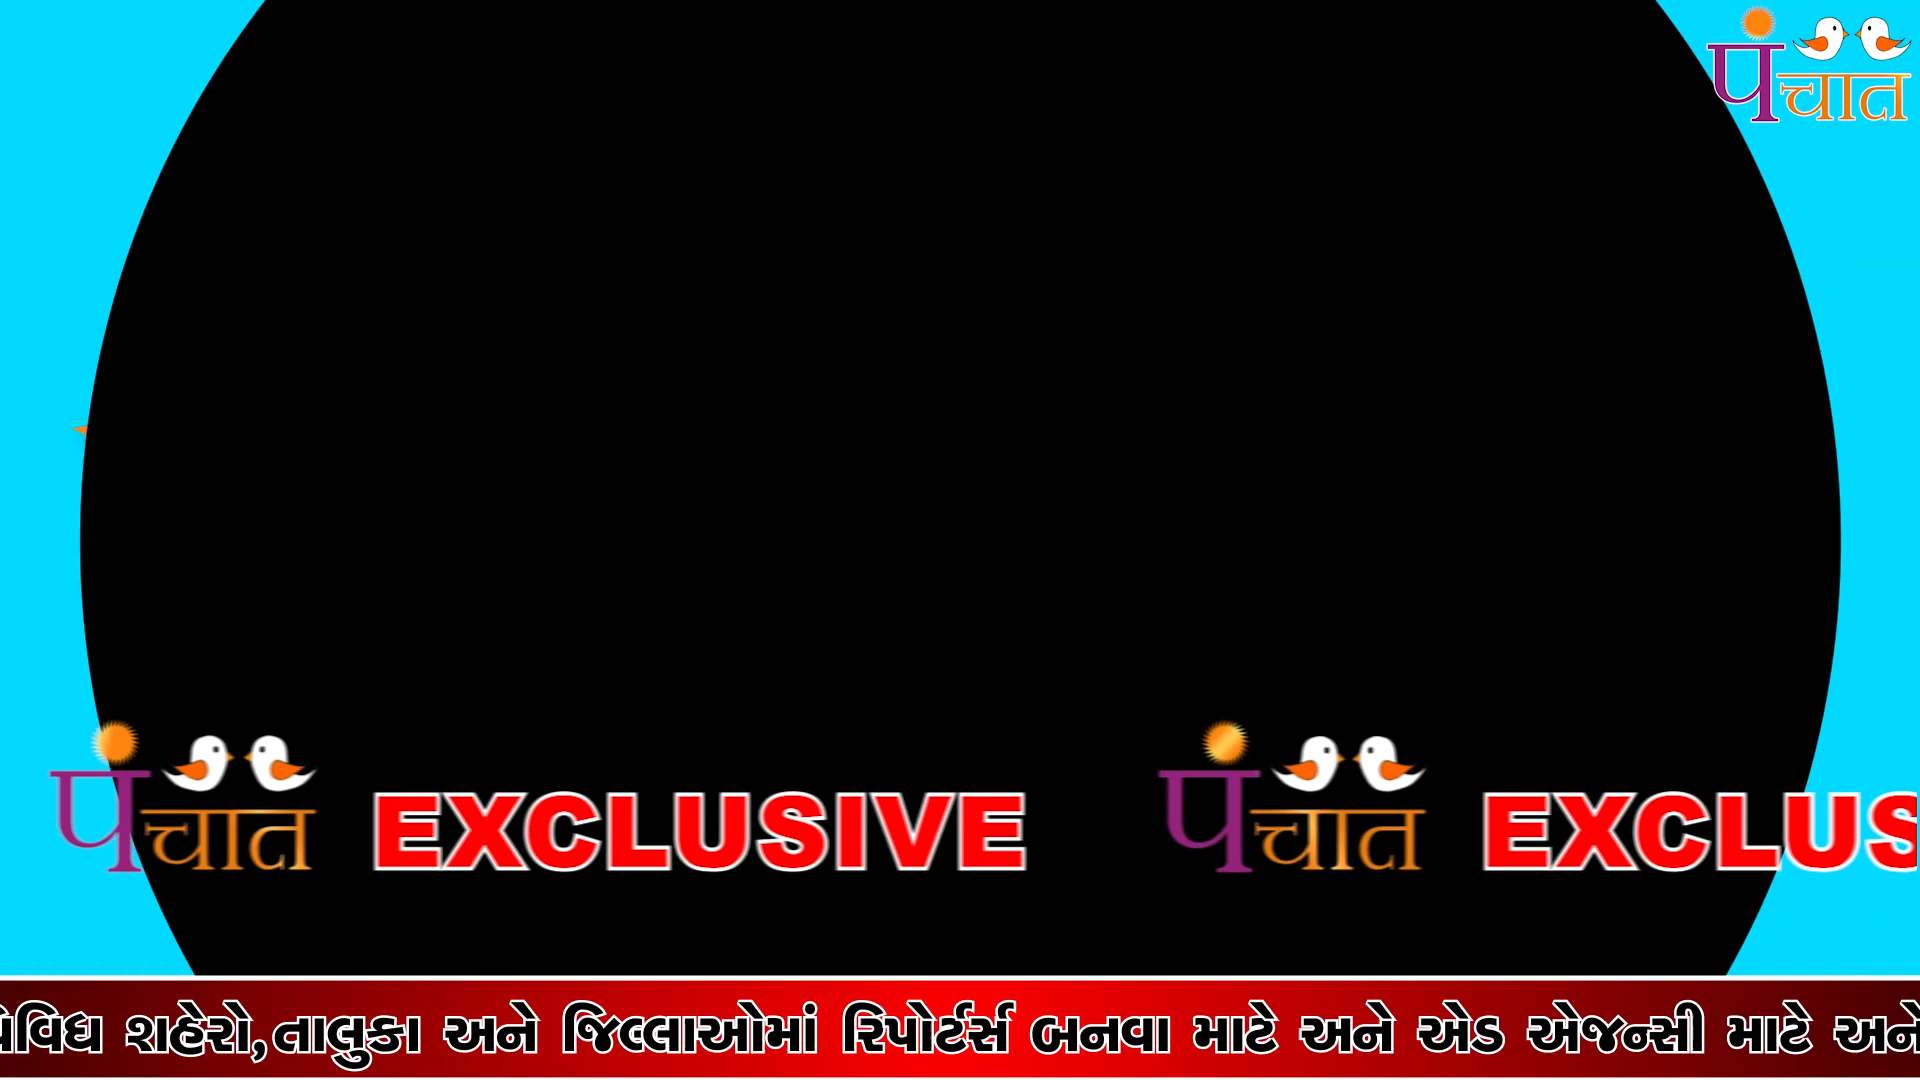 पंचात
पंचात EXCLUSIVE पंचात EXCLUS
શહેરો,તાલુકા અને જિલ્લાઓમાં રિપોર્ટર્સ બનવા માટે અને એડ એજન્સી માટે અને